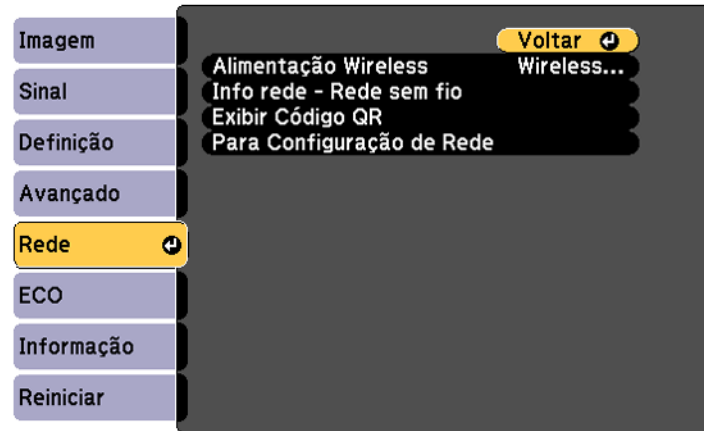 Imagem
Sinal
Definição
Avançado
Rede
ECO
Informação
Reiniciar
Voltar
Alimentação Wireless Wireless...
Info rede - Rede sem fio
Exibir Código QR
Para Configuração de Rede